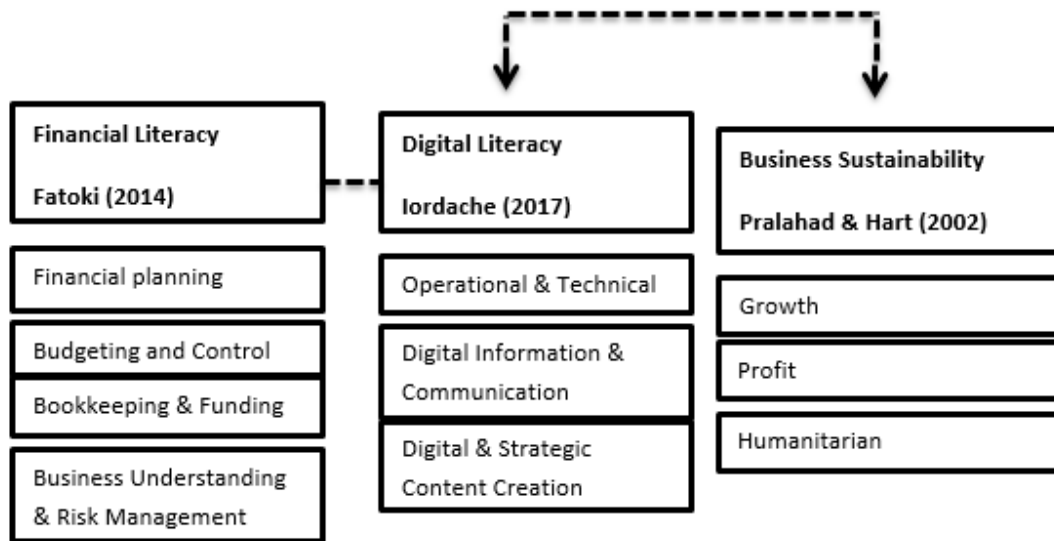 Financial Literacy
Fatoki (2014)
Financial planning
Budgeting and Control
Bookkeeping & Funding
Business Understanding
& Risk Management
Digital Literacy
Iordache (2017)
Operational & Technical
Digital Information &
Communication
Digital & Strategic
Content Creation
Business Sustainability
Pralahad & Hart (2002)
Growth
Profit
Humanitarian